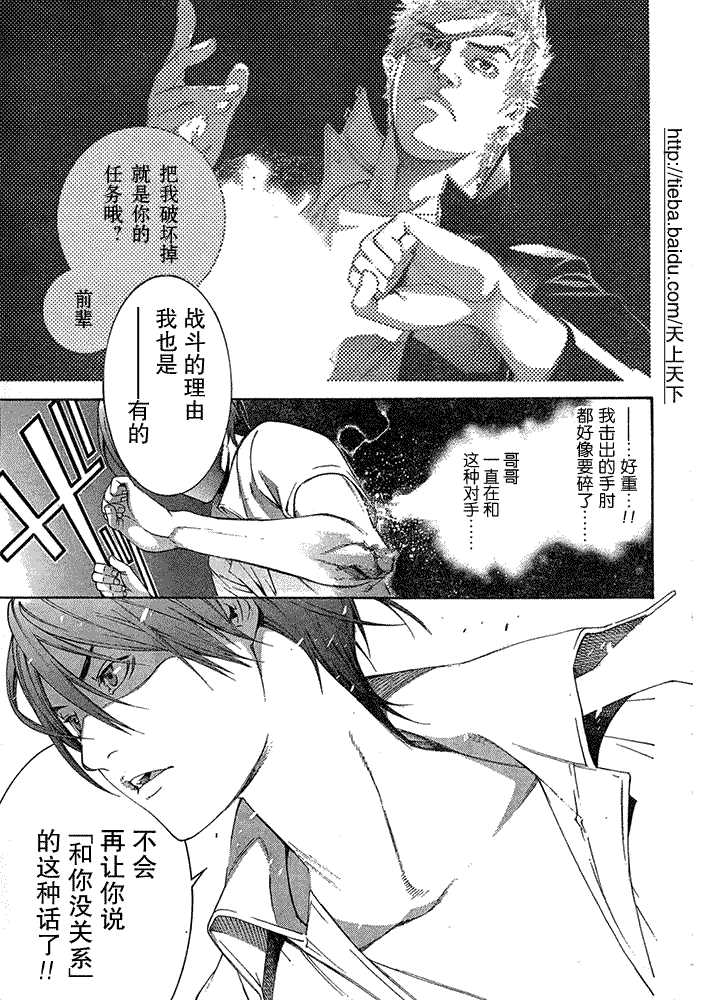 http://tieba.baidu.com/天上天下
把我破坏掉
就是你的
任务哦？
前辈
战斗的理由
我也是
——有的
——…好重…!!
我击出的手肘
都好像要碎了……
哥哥
一直在和
这种对手……
不会
再让你说
「和你没关系」
的这种话了!!